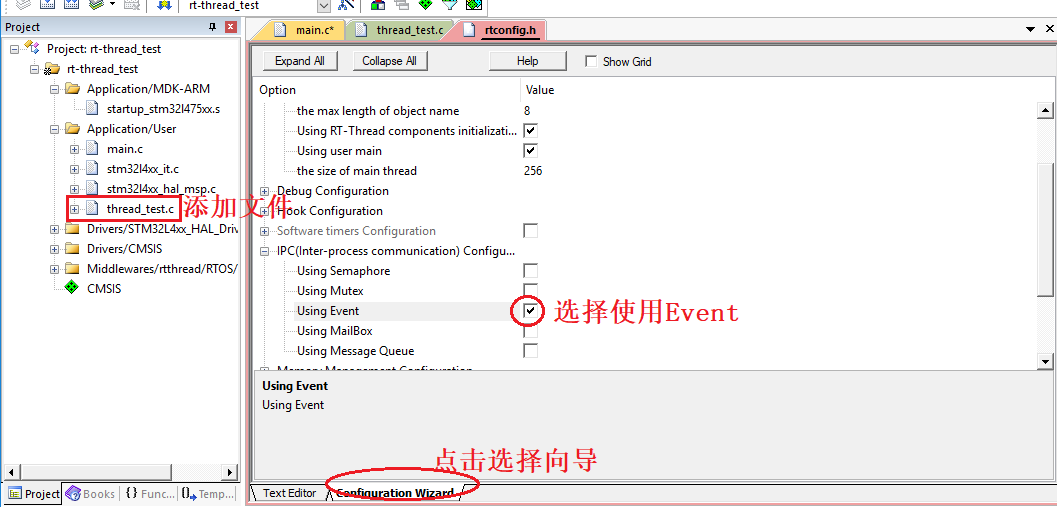 rt-thread_test
Project
main.c*
thread_test.c
rtconfig.h
Project: rt-thread_test
rt-thread_test
Application/MDK-ARM
startup_stm32l475xx.s
Application/User
main.c
stm32l4xx_it.c
stm32l4xx_hal_msp.c
thread_test.c
添加文件
Drivers/STM32L4xx_HAL_Driv
Drivers/CMSIS
Middlewares/rtthread/RTOS/
CMSIS
Expand All
Collapse All
Help
Show Grid
Option
Value
the max length of object name
8
Using RT-Thread components initializati...
Using user main
the size of main thread
256
Debug Configuration
Hook Configuration
Software timers Configuration
IPC(Inter-process communication) Configu...
Using Semaphore
Using Mutex
Using Event
选择使用Event
Using MailBox
Using Message Queue
Memory Management Configuration
Using Event
Using Event
点击选择向导
Project
Books
{} Func...
Temp...
Text Editor
Configuration Wizard